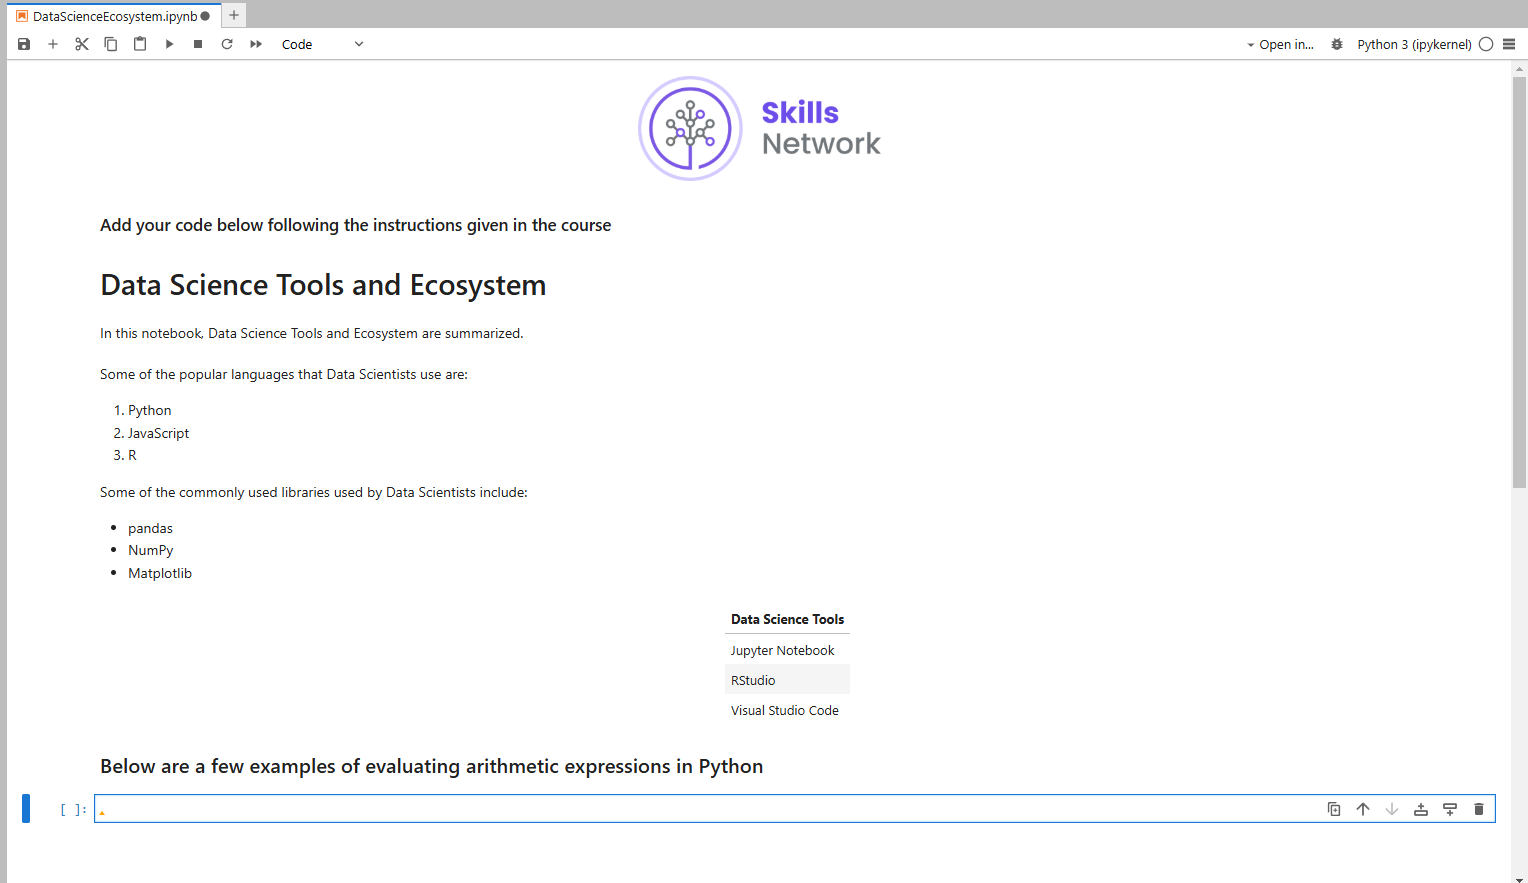 DataScienceEcosystem.ipynb
Code
Open in...
Python 3 (ipykernel)
Skills
Network
Add your code below following the instructions given in the course
Data Science Tools and Ecosystem
In this notebook, Data Science Tools and Ecosystem are summarized.
Some of the popular languages that Data Scientists use are:
1. Python
2. JavaScript
3. R
Some of the commonly used libraries used by Data Scientists include:
• pandas
• NumPy
• Matplotlib
Data Science Tools
Jupyter Notebook
RStudio
Visual Studio Code
Below are a few examples of evaluating arithmetic expressions in Python
[ ]: